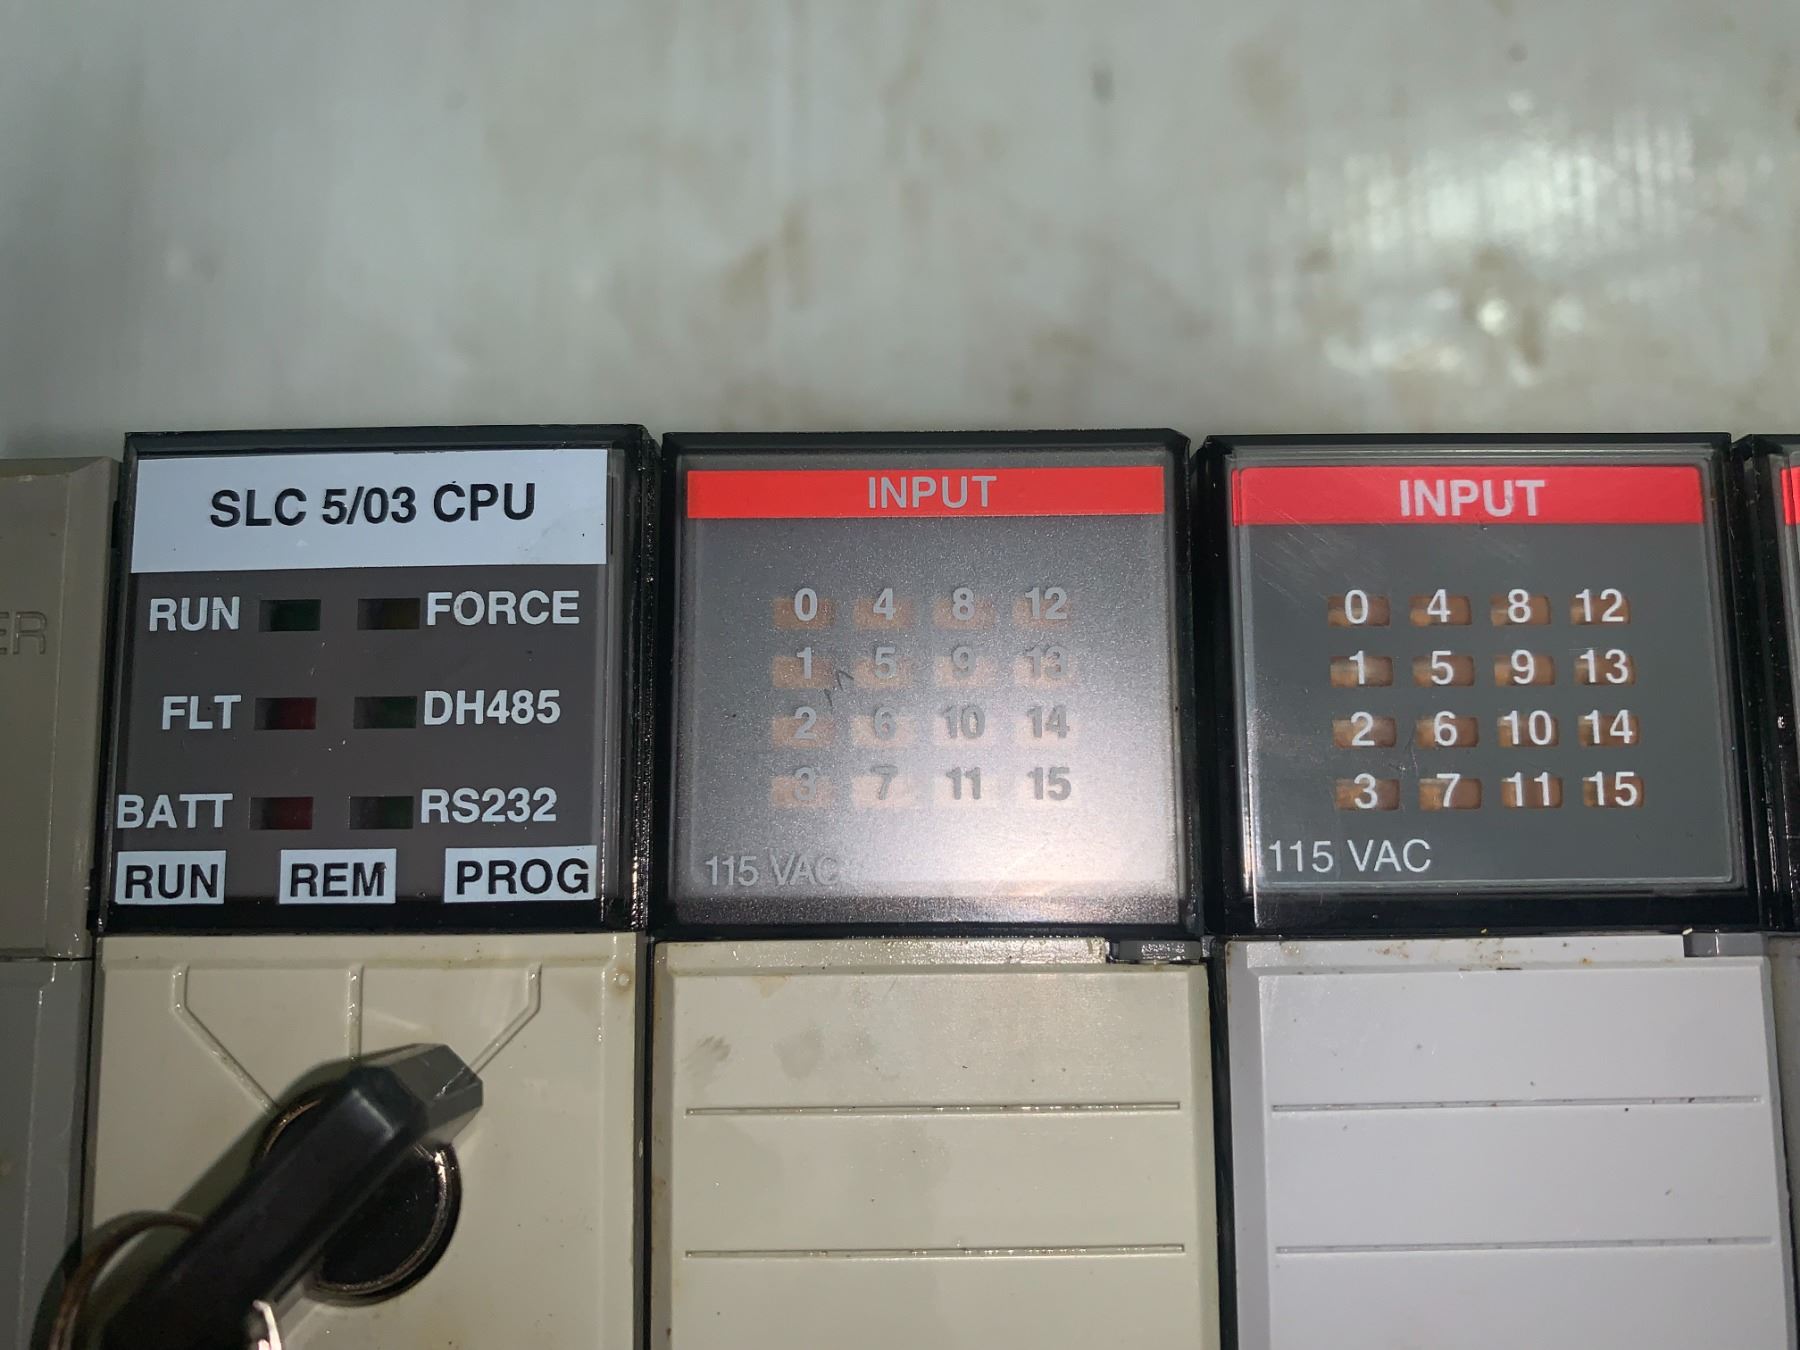 ER
SLC 5/03 CPU
RUN FORCE
FLT DH485
BATT RS232
RUN REM PROG
INPUT
0 4 8 12
1 5 9 13
2 6 10 14
3 7 11 15
115 VAC
INPUT
0 4 8 12
1 5 9 13
2 6 10 14
3 7 11 15
115 VAC